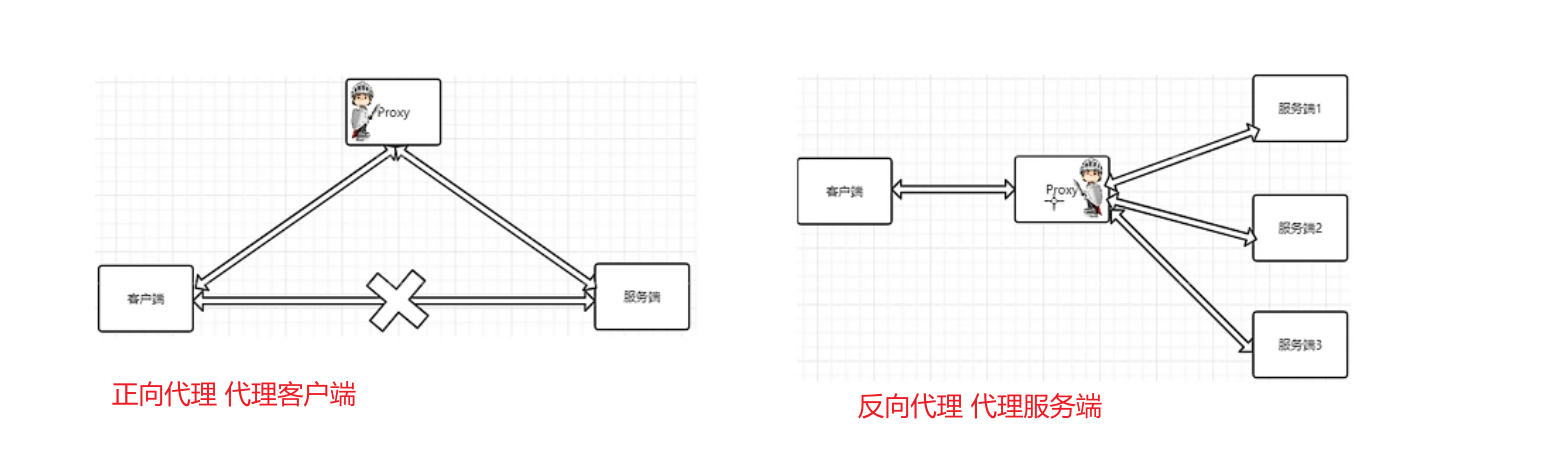 Proxy
客户端
服务端
正向代理 代理客户端
客户端
Proxy
服务端1
服务端2
服务端3
反向代理 代理服务端